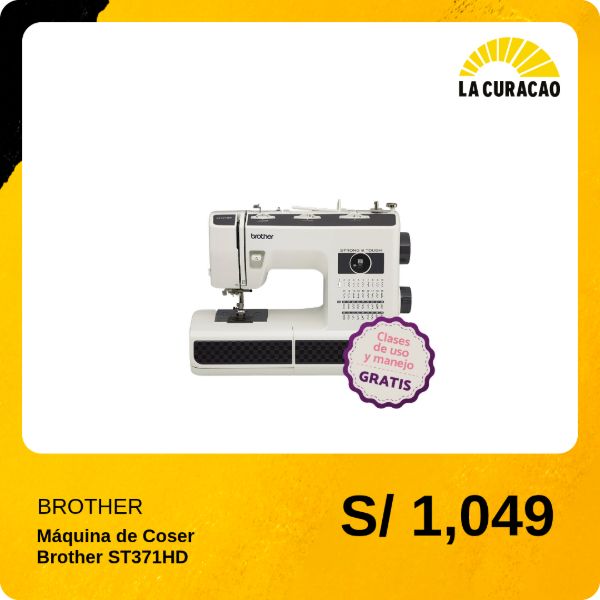 LA CURACAO
brother
STRONG & TOUGH
Clases
de uso
y manejo
GRATIS
BROTHER
S/ 1,049
Máquina de Coser
Brother ST371HD